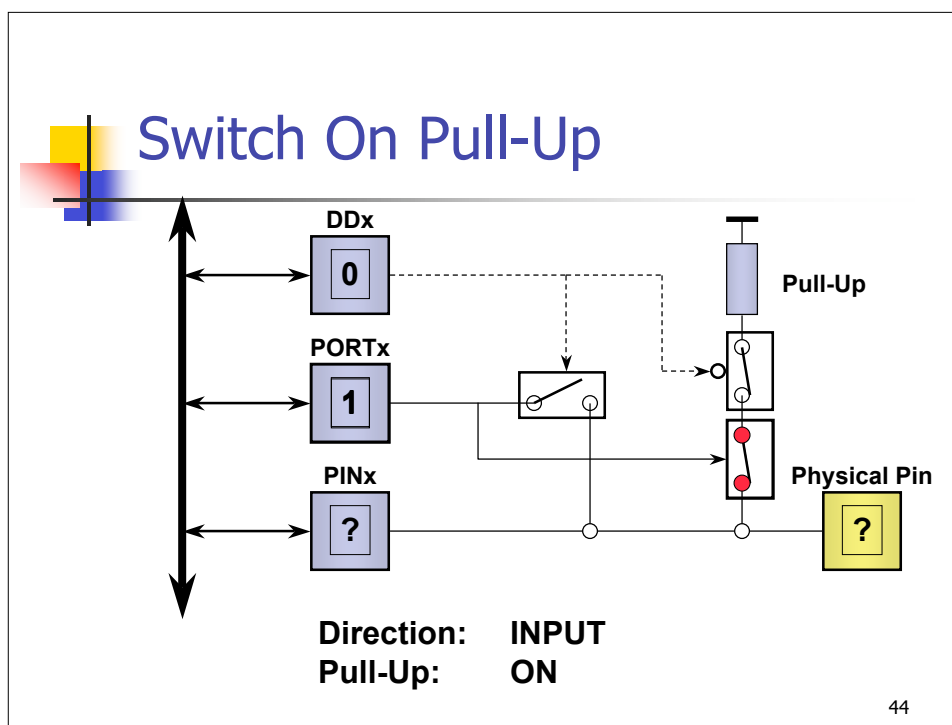 Switch On Pull-Up
DDx
0
Pull-Up
PORTx
1
PINx
?
Physical Pin
?
Direction: INPUT
Pull-Up: ON
44